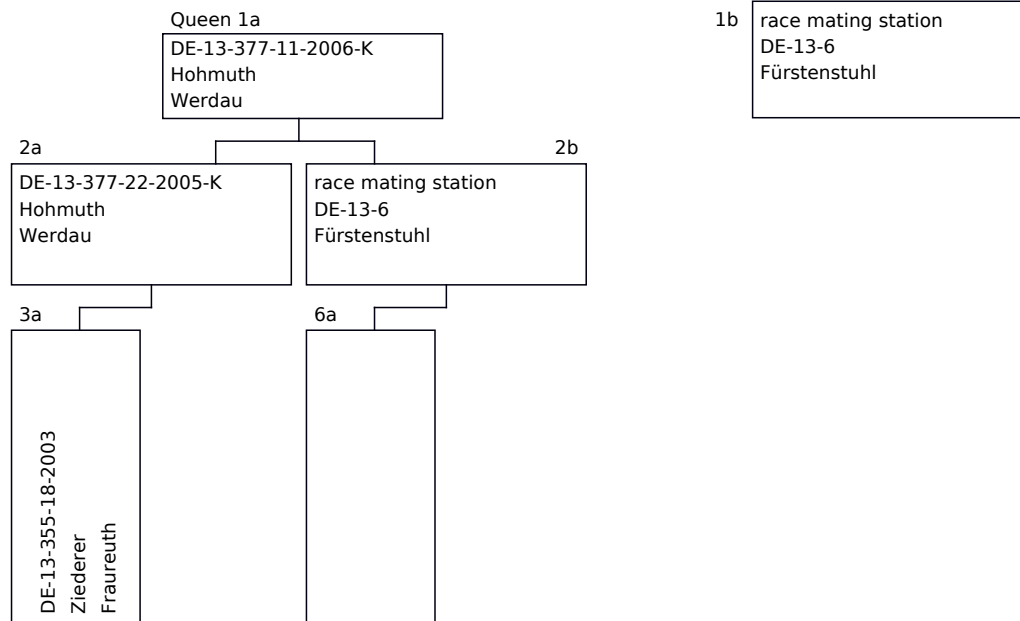 Queen 1a
DE-13-377-11-2006-K
Hohmuth
Werdau
1b
race mating station
DE-13-6
Fürstenstuhl
2a
DE-13-377-22-2005-K
Hohmuth
Werdau
2b
race mating station
DE-13-6
Fürstenstuhl
3a
DE-13-355-18-2003
Ziederer
Fraureuth
6a